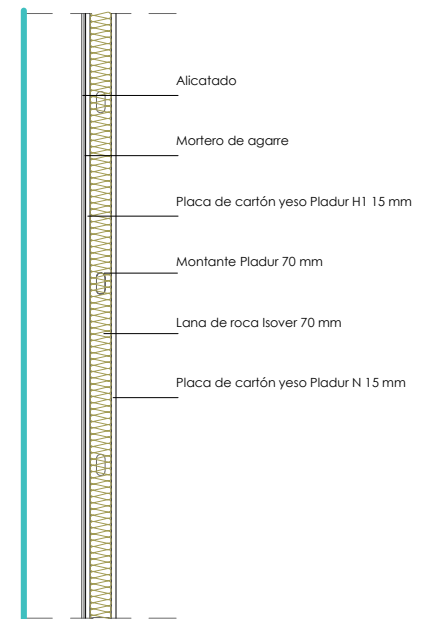 Alicatado
Mortero de agarre
Placa de cartón yeso Pladur H1 15 mm
Montante Pladur 70 mm
Lana de roca Isover 70 mm
Placa de cartón yeso Pladur N 15 mm